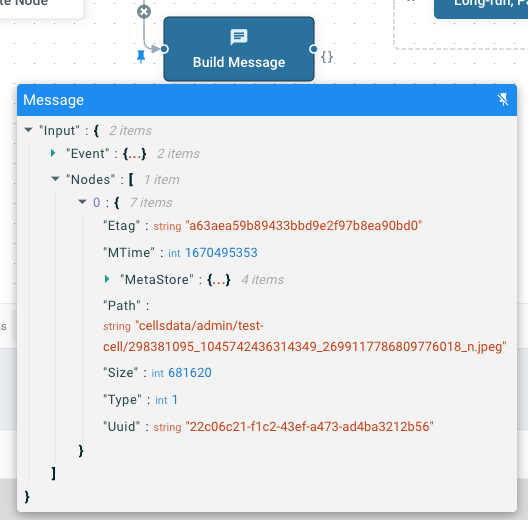 te Node
Long-run, Pa
Build Message
{}
Message
"Input" : { 2 items
"Event" : {...} 2 items
"Nodes" : [ 1 item
0 : { 7 items
"Etag" : string "a63aea59b89433bbd9e2f97b8ea90bd0"
"MTime" : int 1670495353
"MetaStore" : {...} 4 items
"Path" :
string "cellsdata/admin/test-
cell/298381095_1045742436314349_2699117786809776018_n.jpeg"
"Size" : int 681620
"Type" : int 1
"Uuid" : string "22c06c21-f1c2-43ef-a473-ad4ba3212b56"
}
]
}